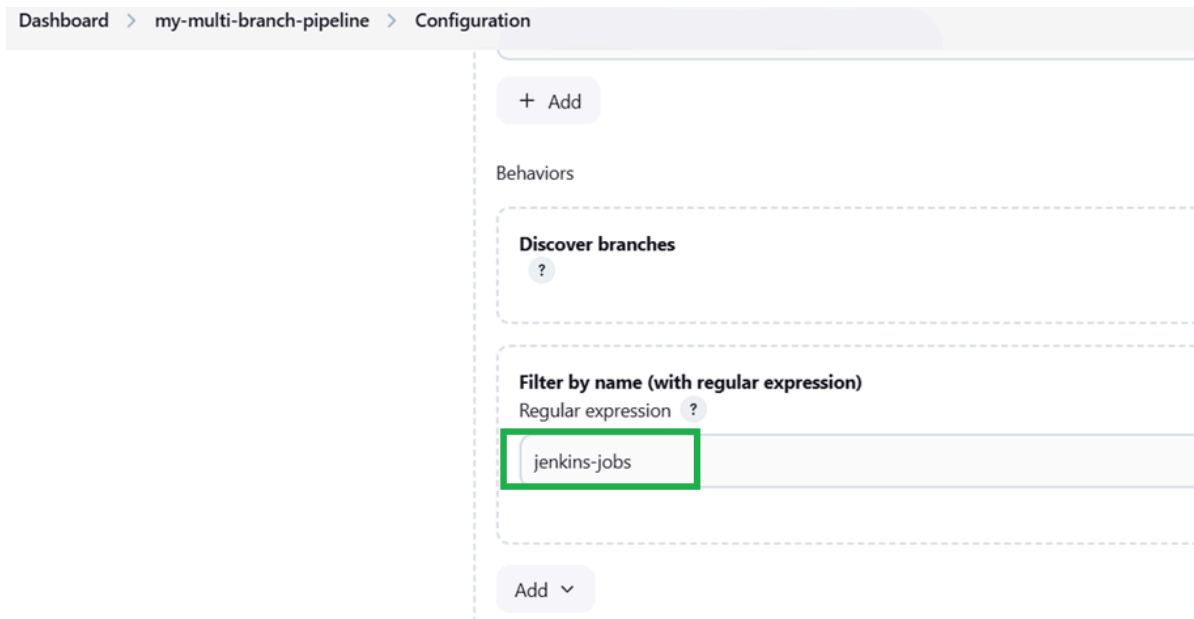 Dashboard > my-multi-branch-pipeline > Configuration
+ Add
Behaviors
Discover branches
?
Filter by name (with regular expression)
Regular expression ?
jenkins-jobs
Add